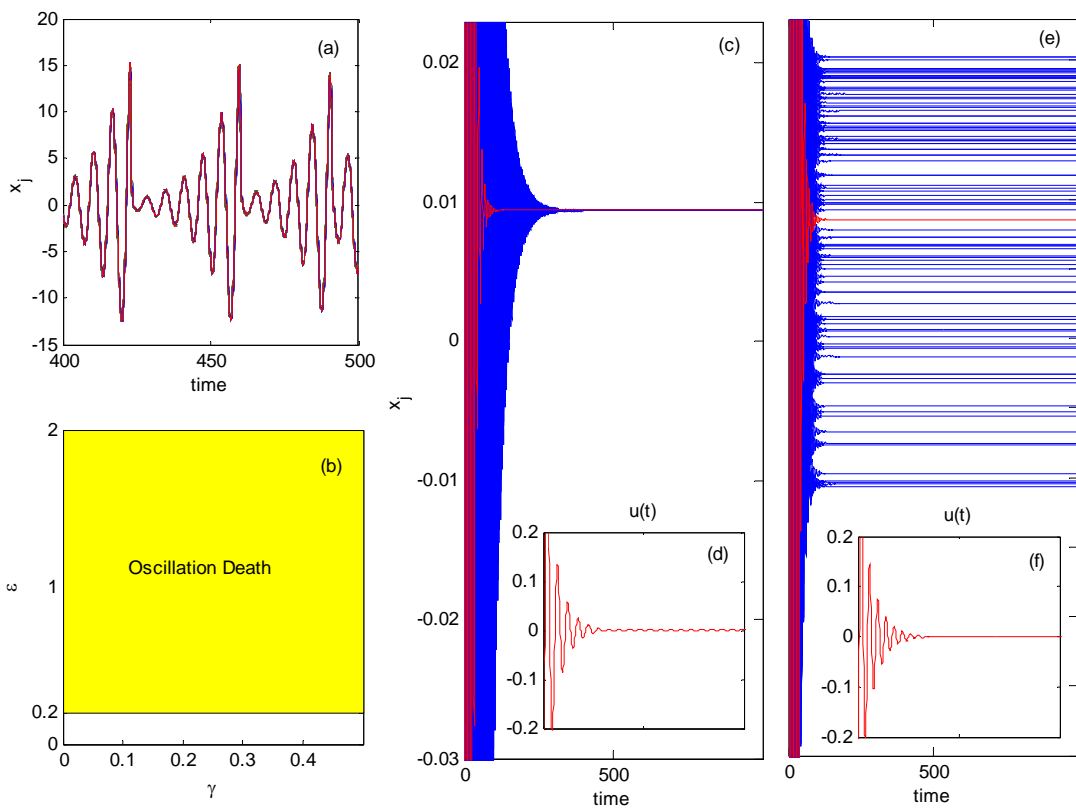 20
15
10
5
0
-5
-10
-15
400
450
500
time
x_j
(a)
2
1
0.2
0
ε
0
0.1
0.2
0.3
0.4
γ
(b)
Oscillation Death
0.02
0.01
0
-0.01
-0.02
-0.03
x_j
0
500
time
(c)
u(t)
0.2
0.1
0
-0.1
-0.2
(d)
(e)
0
500
time
u(t)
0.2
0.1
0
-0.1
-0.2
(f)